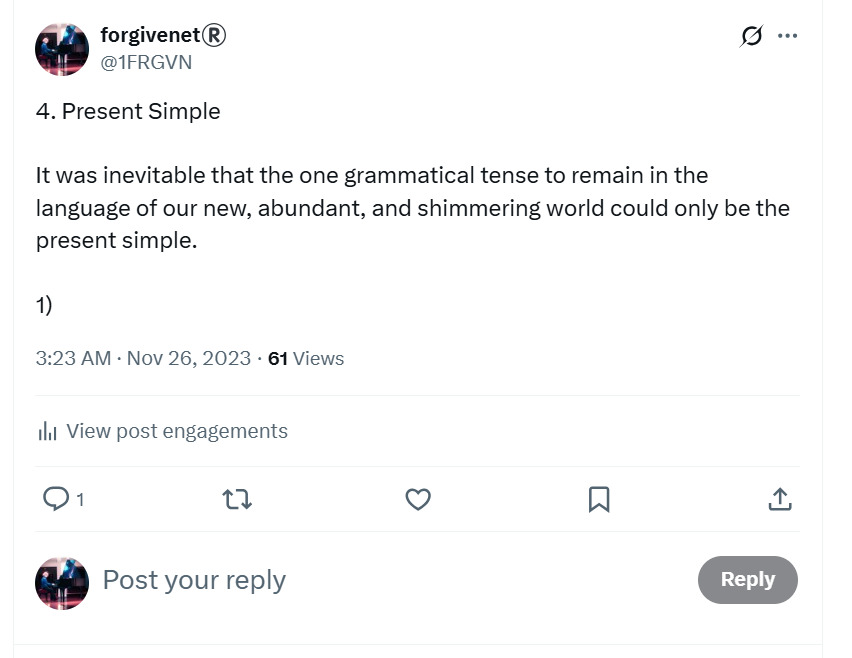 forgivenet®
@1FRGVN
4. Present Simple
It was inevitable that the one grammatical tense to remain in the
language of our new, abundant, and shimmering world could only be the
present simple.
1)
3:23 AM · Nov 26, 2023 · 61 Views
View post engagements
1
Post your reply
Reply